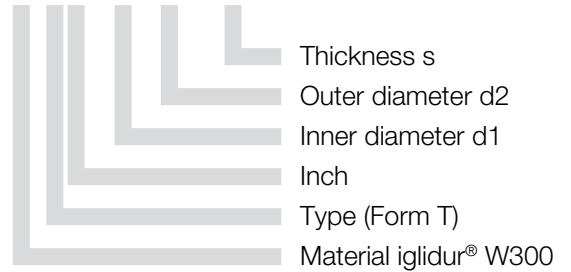 Thickness s
Outer diameter d2
Inner diameter d1
Inch
Type (Form T)
Material iglidur® W300